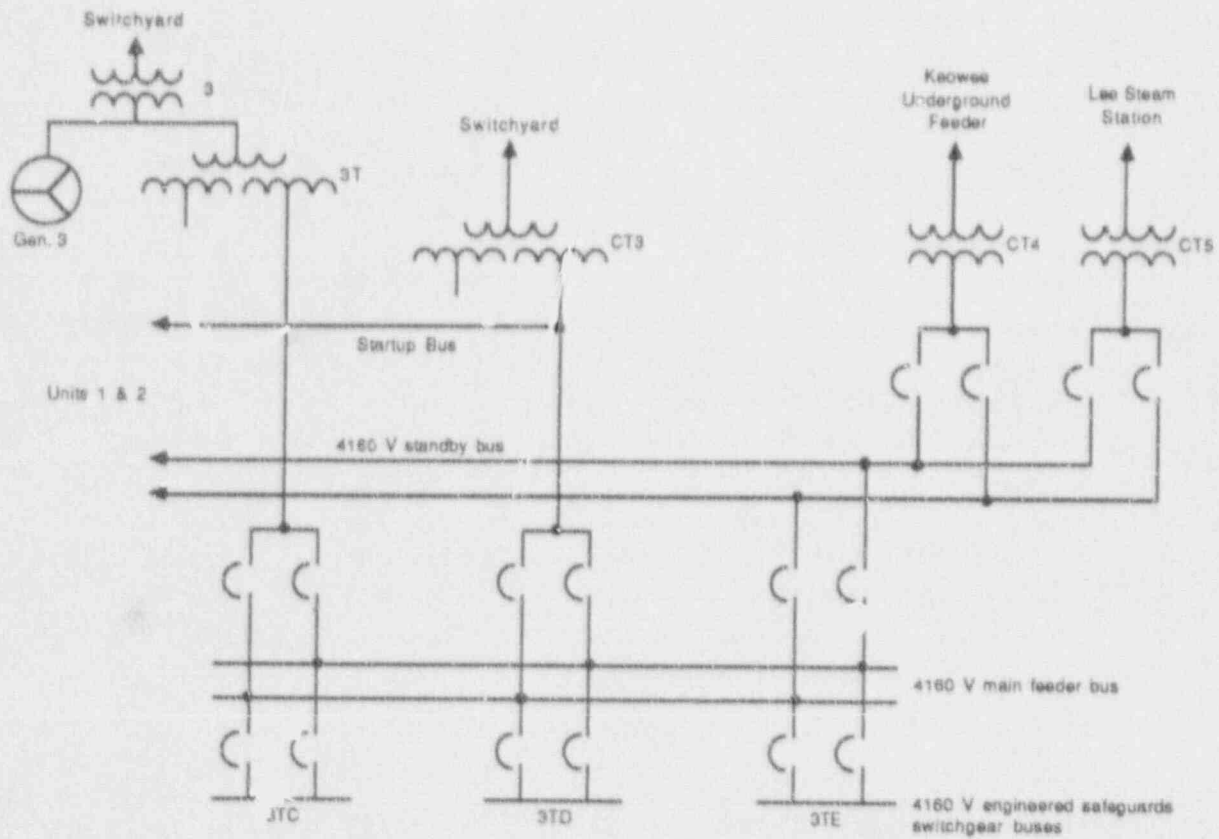 Switchyard
3
Keowee
Underground
Feeder
Lee Steam
Station
Switchyard
3T
Gen. 3
CT3
CT4
CT5
Startup Bus
Units 1 & 2
4160 V standby bus
4160 V main feeder bus
3TC
3TD
3TE
4160 V engineered safeguards
switchgear buses